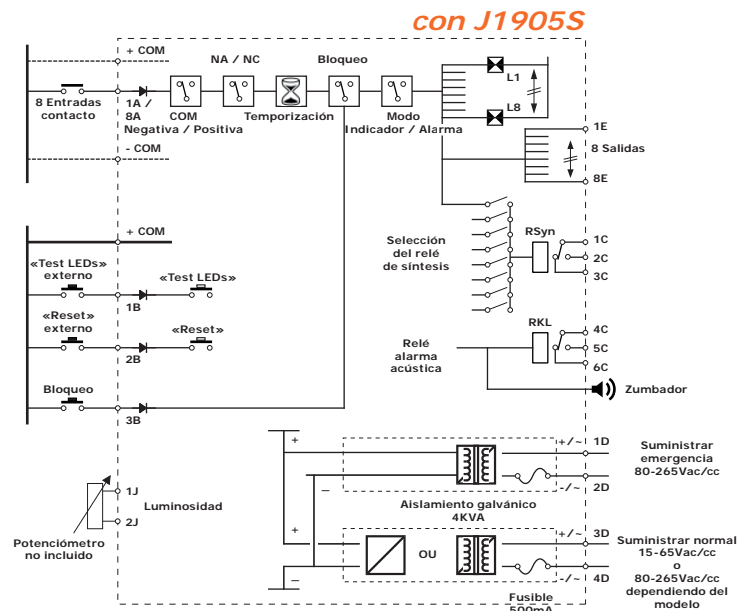 con J1905S
+ COM
NA / NC
Bloqueo
8 Entradas
contacto
1A /
8A
COM
Negativa / Positiva
Temporización
Modo
Indicador / Alarma
L1
L8
- COM
1E
8 Salidas
8E
+ COM
«Test LEDs»
externo
«Test LEDs»
1B
«Reset»
externo
«Reset»
2B
Bloqueo
3B
Selección
del relé
de síntesis
RSyn
1C
2C
3C
Relé
alarma
acústica
RKL
4C
5C
6C
Zumbador
1J
2J
Luminosidad
Potenciómetro
no incluido
+
–
+
–
+/~ 1D
-/~ 2D
Suministrar
emergencia
80-265Vac/cc
Aislamiento galvánico
4KVA
OU
+/~ 3D
-/~ 4D
Suministrar normal
15-65Vac/cc
o
80-265Vac/cc
dependiendo del
modelo
Fusible
500mA